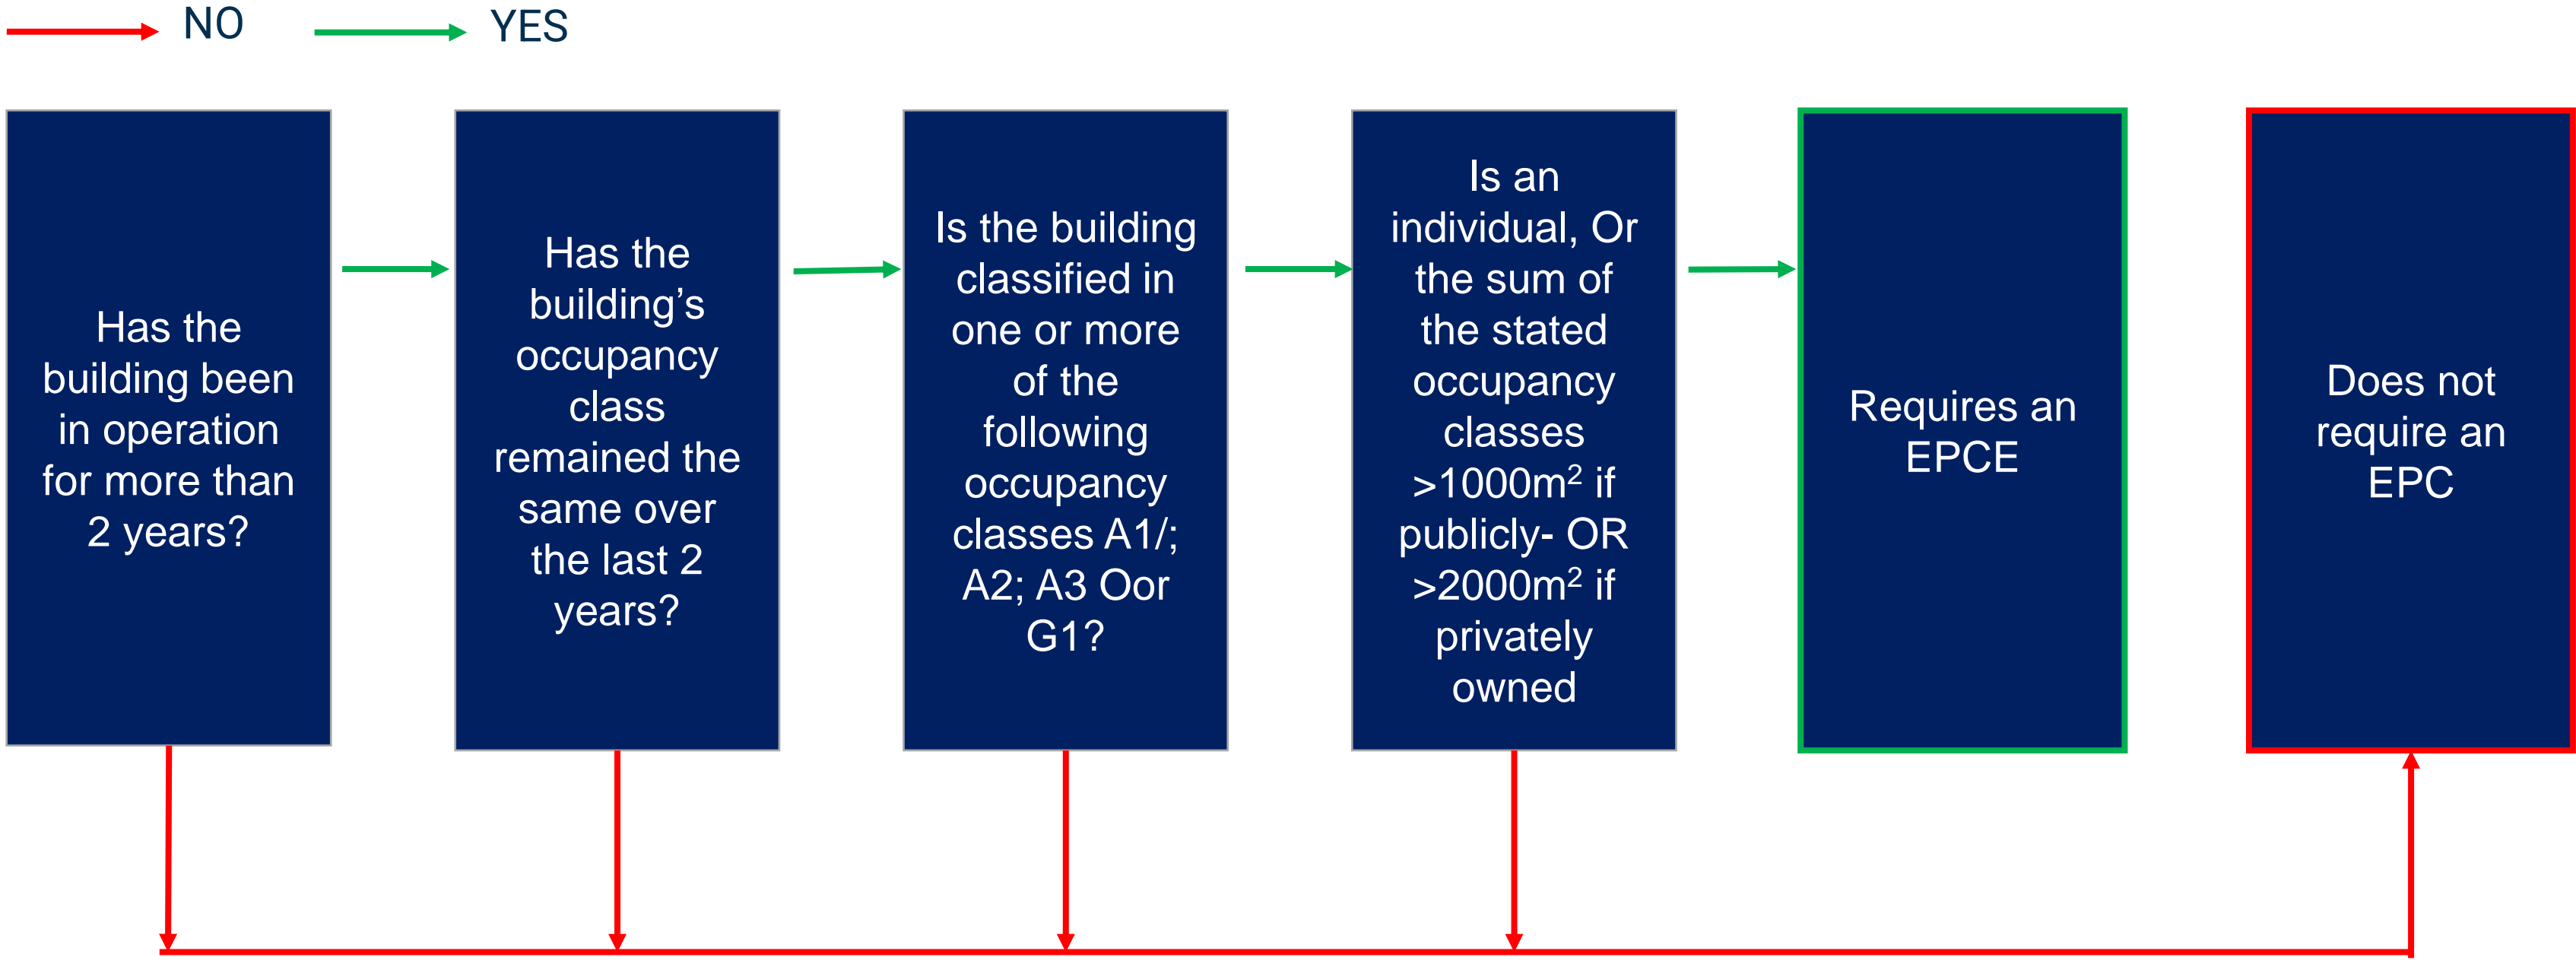 NO
YES
Has the
building been
in operation
for more than
2 years?
Has the
building’s
occupancy
class
remained the
same over
the last 2
years?
Is the building
classified in
one or more
of the
following
occupancy
classes A1/;
A2; A3 Oor
G1?
Is an
individual, Or
the sum of
the stated
occupancy
classes
>1000m² if
publicly- OR
>2000m² if
privately
owned
Requires an
EPCE
Does not
require an
EPC